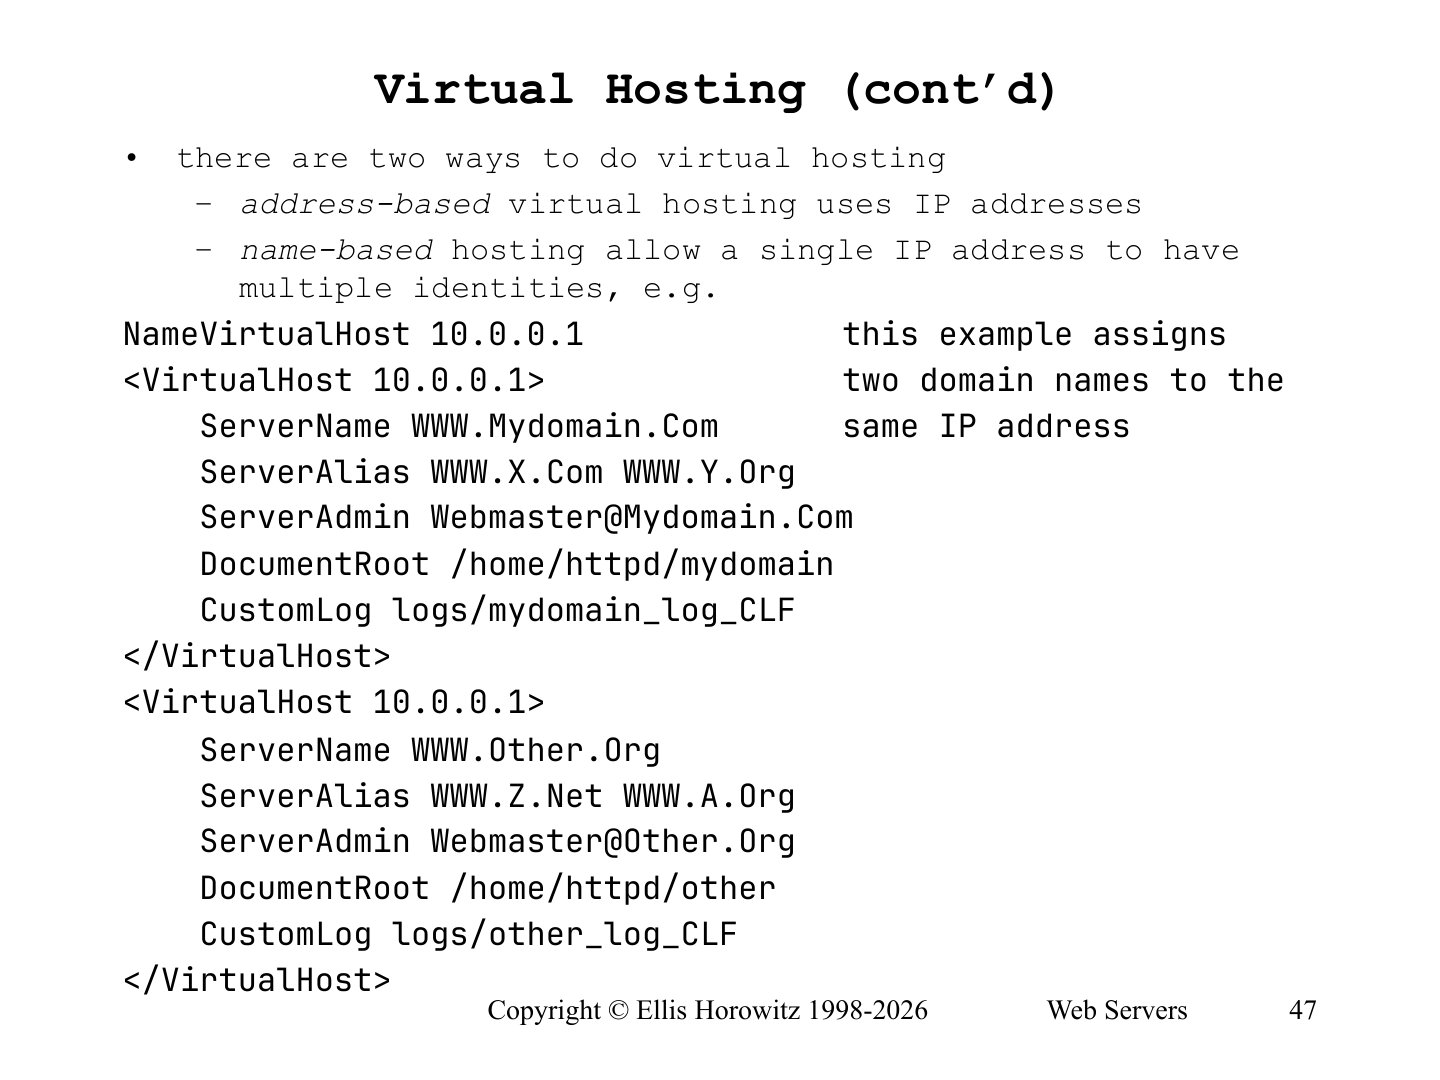 Virtual Hosting (cont’d)
• there are two ways to do virtual hosting
– address-based virtual hosting uses IP addresses
– name-based hosting allow a single IP address to have
multiple identities, e.g.
NameVirtualHost 10.0.0.1 this example assigns
<VirtualHost 10.0.0.1> two domain names to the
ServerName WWW.Mydomain.Com same IP address
ServerAlias WWW.X.Com WWW.Y.Org
ServerAdmin Webmaster@Mydomain.Com
DocumentRoot /home/httpd/mydomain
CustomLog logs/mydomain_log_CLF
</VirtualHost>
<VirtualHost 10.0.0.1>
ServerName WWW.Other.Org
ServerAlias WWW.Z.Net WWW.A.Org
ServerAdmin Webmaster@Other.Org
DocumentRoot /home/httpd/other
CustomLog logs/other_log_CLF
</VirtualHost>
Copyright © Ellis Horowitz 1998-2026 Web Servers 47